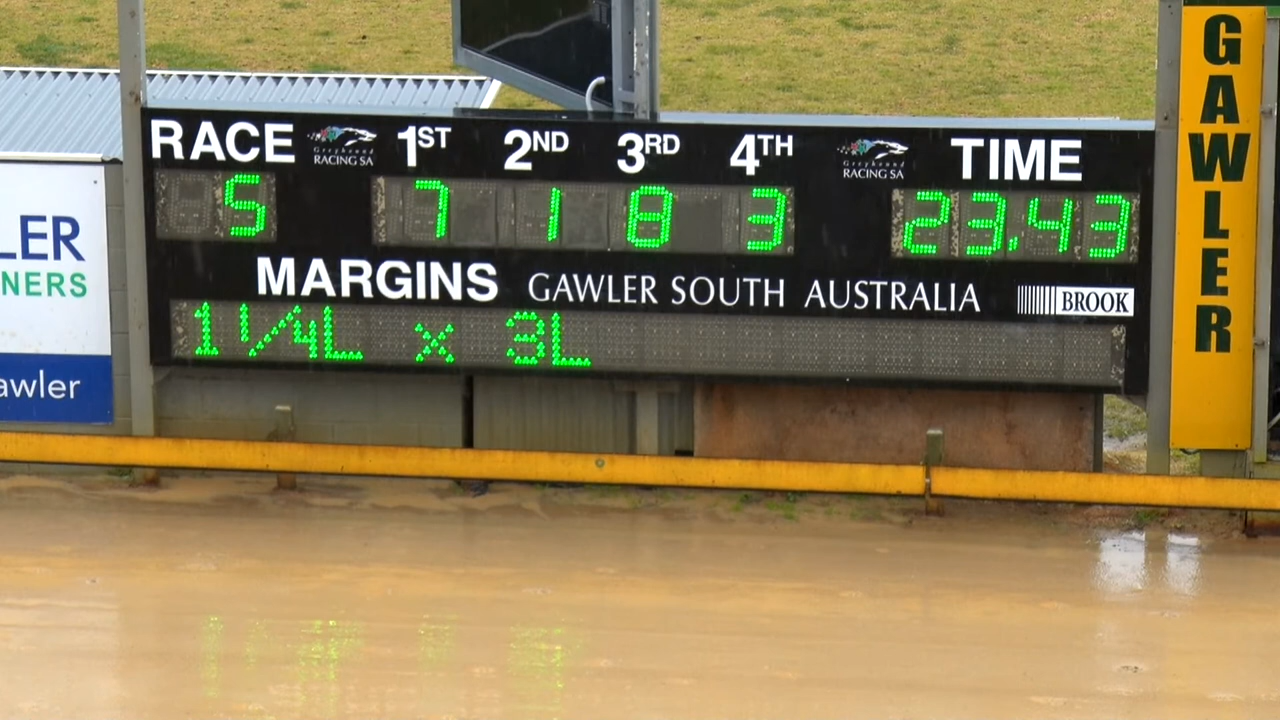 RACE Greyhound RACING SA 1ST 2ND 3RD 4TH Greyhound RACING SA TIME
5 7 1 8 3 23.43
MARGINS GAWLER SOUTH AUSTRALIA BROOK
1 1/4L x 3L
GAWLER
LER
NERS
awler